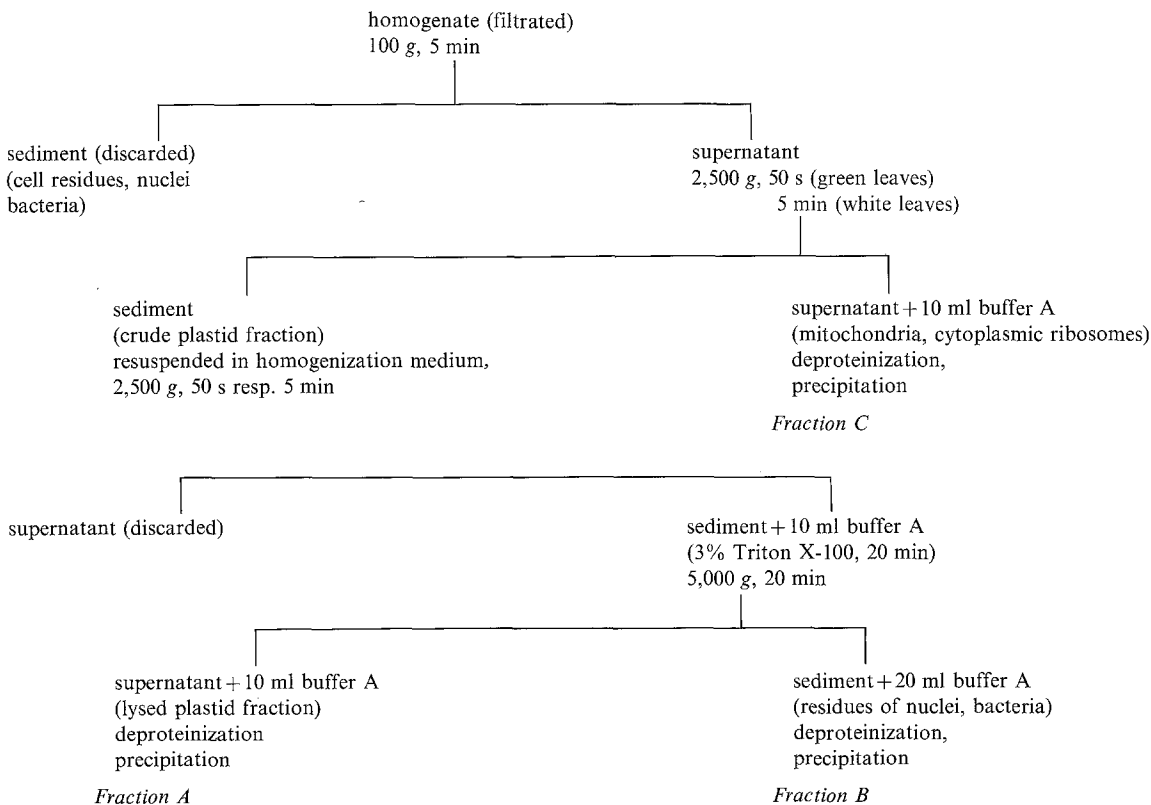 homogenate (filtrated)
100 g, 5 min
sediment (discarded)
(cell residues, nuclei
bacteria)
supernatant
2,500 g, 50 s (green leaves)
5 min (white leaves)
sediment
(crude plastid fraction)
resuspended in homogenization medium,
2,500 g, 50 s resp. 5 min
supernatant + 10 ml buffer A
(mitochondria, cytoplasmic ribosomes)
deproteinization,
precipitation
Fraction C
supernatant (discarded)
sediment + 10 ml buffer A
(3% Triton X-100, 20 min)
5,000 g, 20 min
supernatant + 10 ml buffer A
(lysed plastid fraction)
deproteinization
precipitation
Fraction A
sediment + 20 ml buffer A
(residues of nuclei, bacteria)
deproteinization,
precipitation
Fraction B